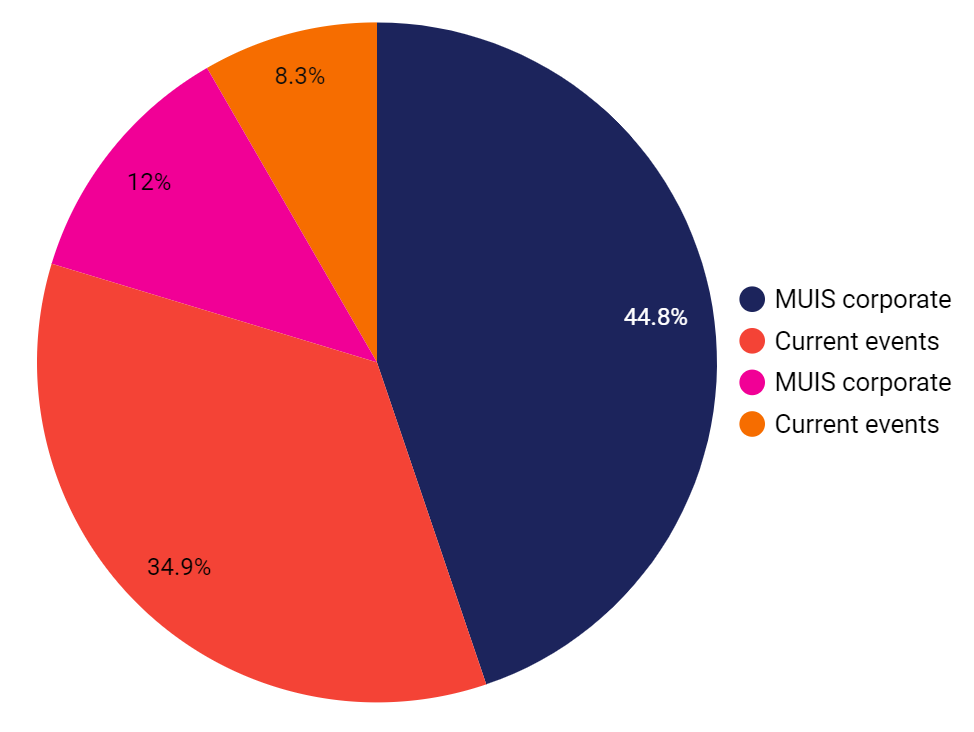 8.3%
12%
44.8%
34.9%
MUIS corporate
Current events
MUIS corporate
Current events